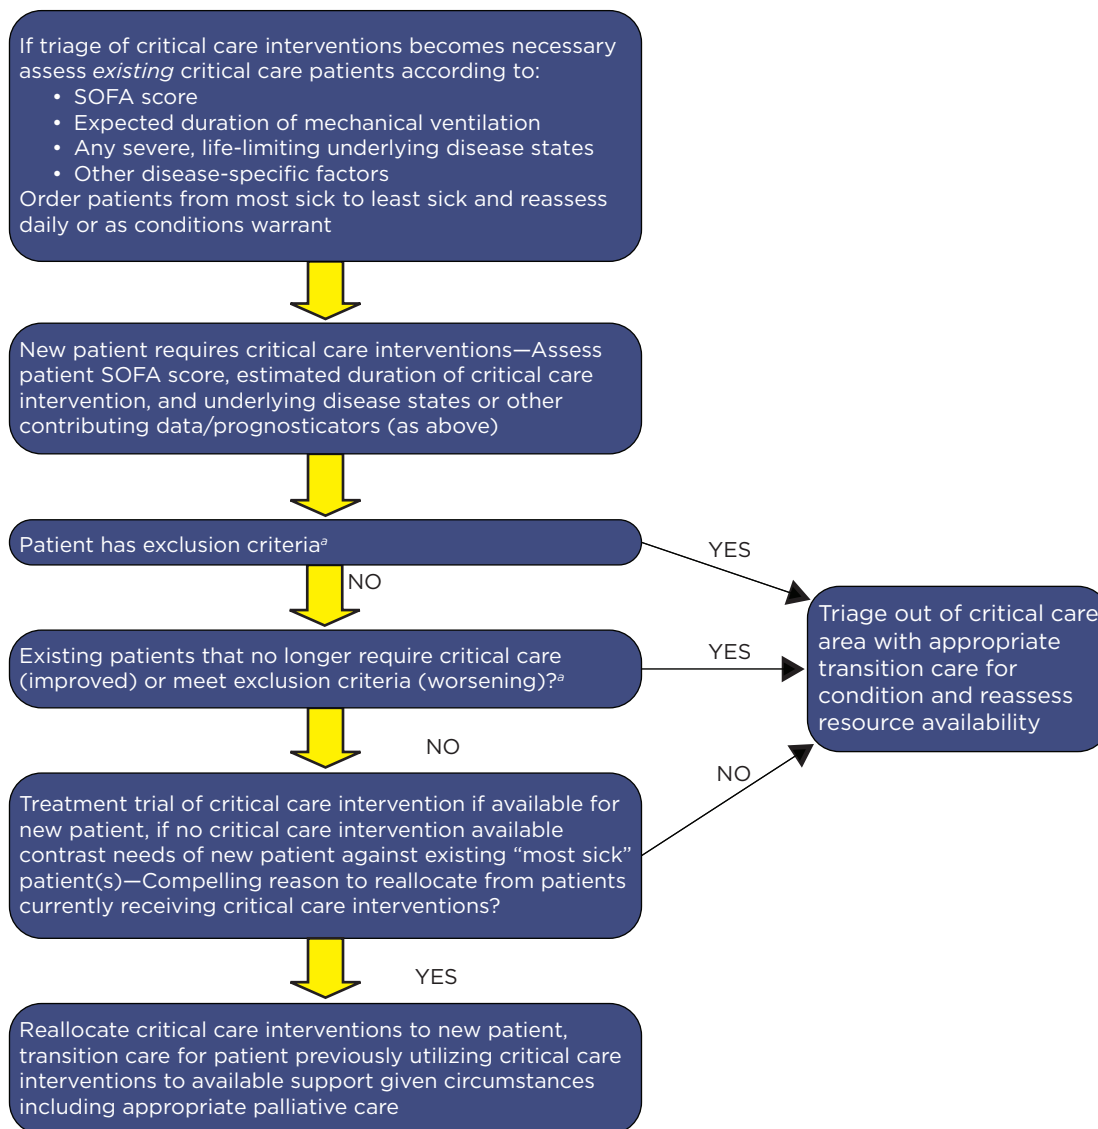 If triage of critical care interventions becomes necessary
assess existing critical care patients according to:
• SOFA score
• Expected duration of mechanical ventilation
• Any severe, life-limiting underlying disease states
• Other disease-specific factors
Order patients from most sick to least sick and reassess
daily or as conditions warrant
New patient requires critical care interventions—Assess
patient SOFA score, estimated duration of critical care
intervention, and underlying disease states or other
contributing data/prognosticators (as above)
Patient has exclusion criteriaᵃ
YES
NO
Existing patients that no longer require critical care
(improved) or meet exclusion criteria (worsening)?ᵃ
YES
Triage out of critical care
area with appropriate
transition care for
condition and reassess
resource availability
NO
Treatment trial of critical care intervention if available for
new patient, if no critical care intervention available
contrast needs of new patient against existing “most sick”
patient(s)—Compelling reason to reallocate from patients
currently receiving critical care interventions?
NO
YES
Reallocate critical care interventions to new patient,
transition care for patient previously utilizing critical care
interventions to available support given circumstances
including appropriate palliative care